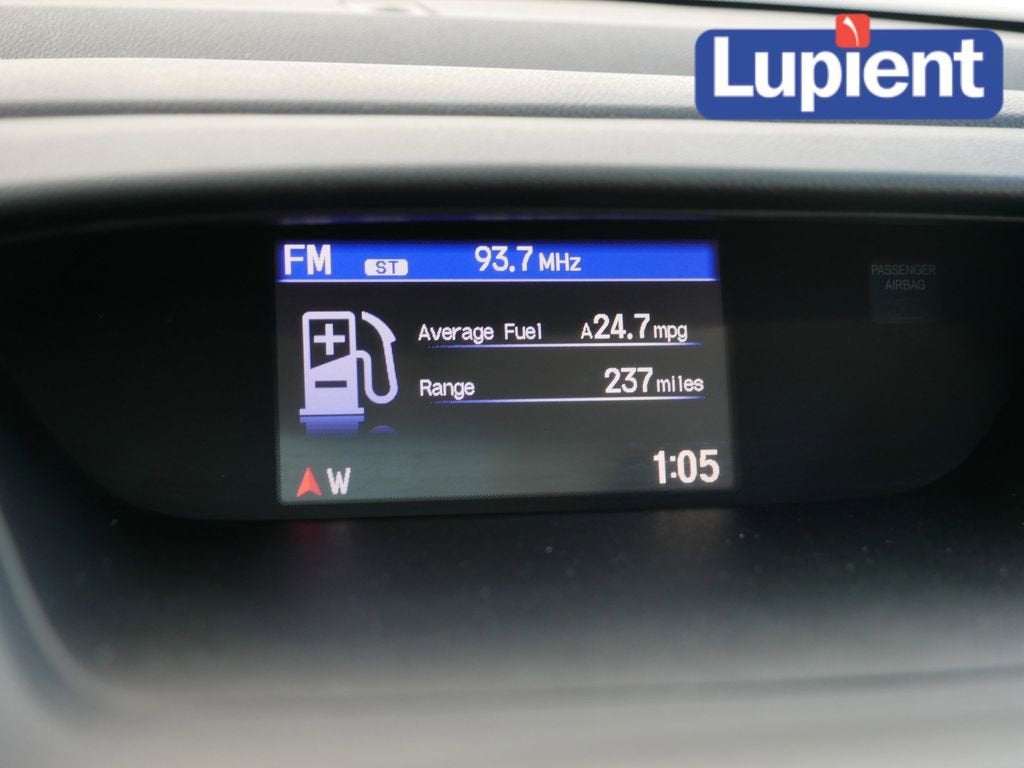 Lupient
FM ST 93.7 MHz
PASSENGER
AIRBAG
Average Fuel A24.7 mpg
Range 237 miles
W 1:05